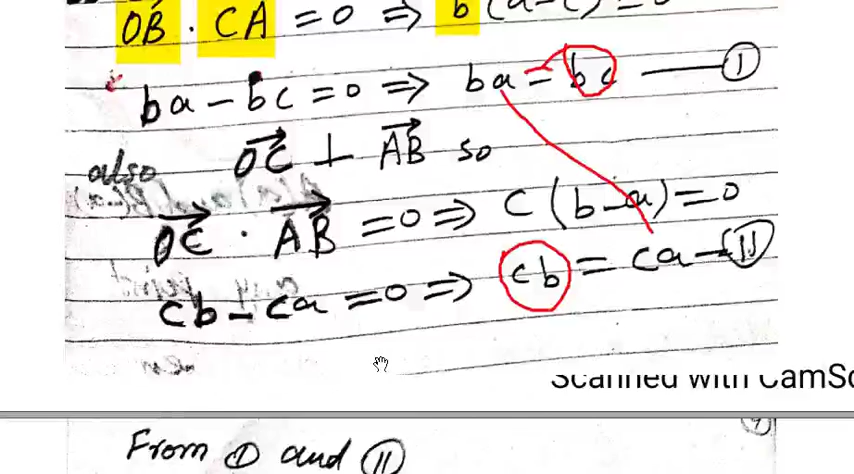 OB · CA = 0 ⇒ b (a-c) = 0
ba - bc = 0 ⇒ ba = bc —— Ⓘ
also OC ⊥ AB so
OC · AB = 0 ⇒ C (b-a) = 0
cb - ca = 0 ⇒ cb = ca - Ⓘ Ⓘ
Scanned with CamSc
From Ⓘ and ⒾⒾ